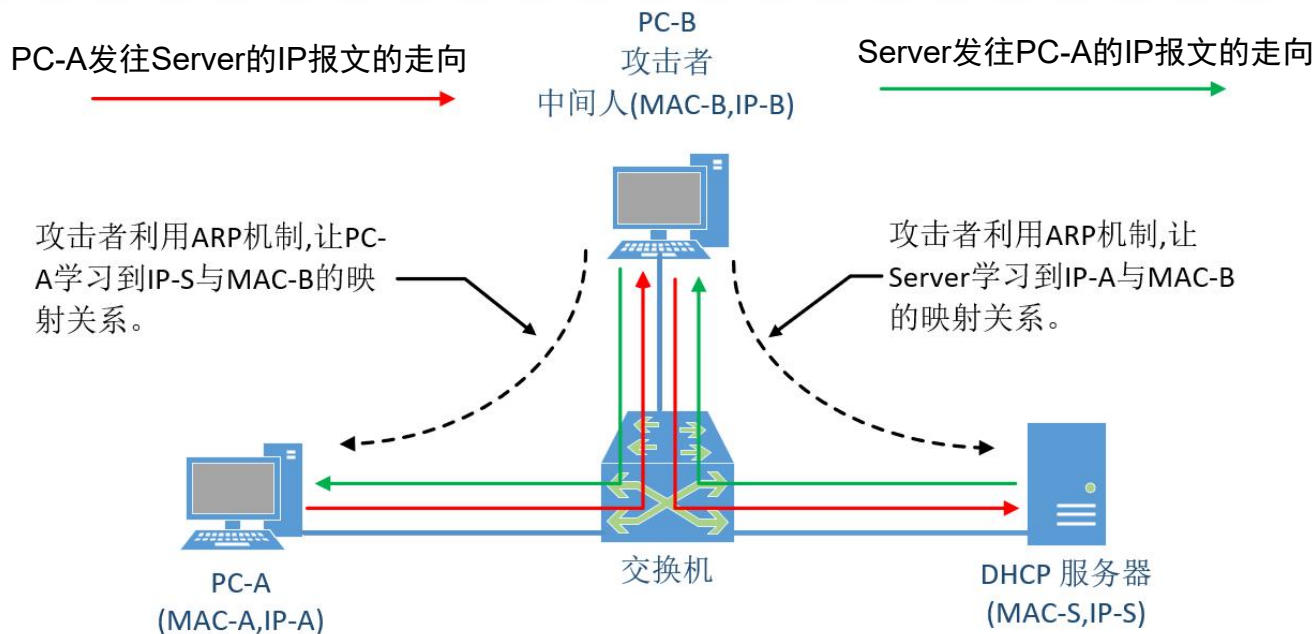 PC-B
攻击者
中间人(MAC-B,IP-B)
PC-A发往Server的IP报文的走向
Server发往PC-A的IP报文的走向
攻击者利用ARP机制,让PC-
A学习到IP-S与MAC-B的映
射关系。
攻击者利用ARP机制,让
Server学习到IP-A与MAC-B
的映射关系。
交换机
PC-A
(MAC-A,IP-A)
DHCP 服务器
(MAC-S,IP-S)